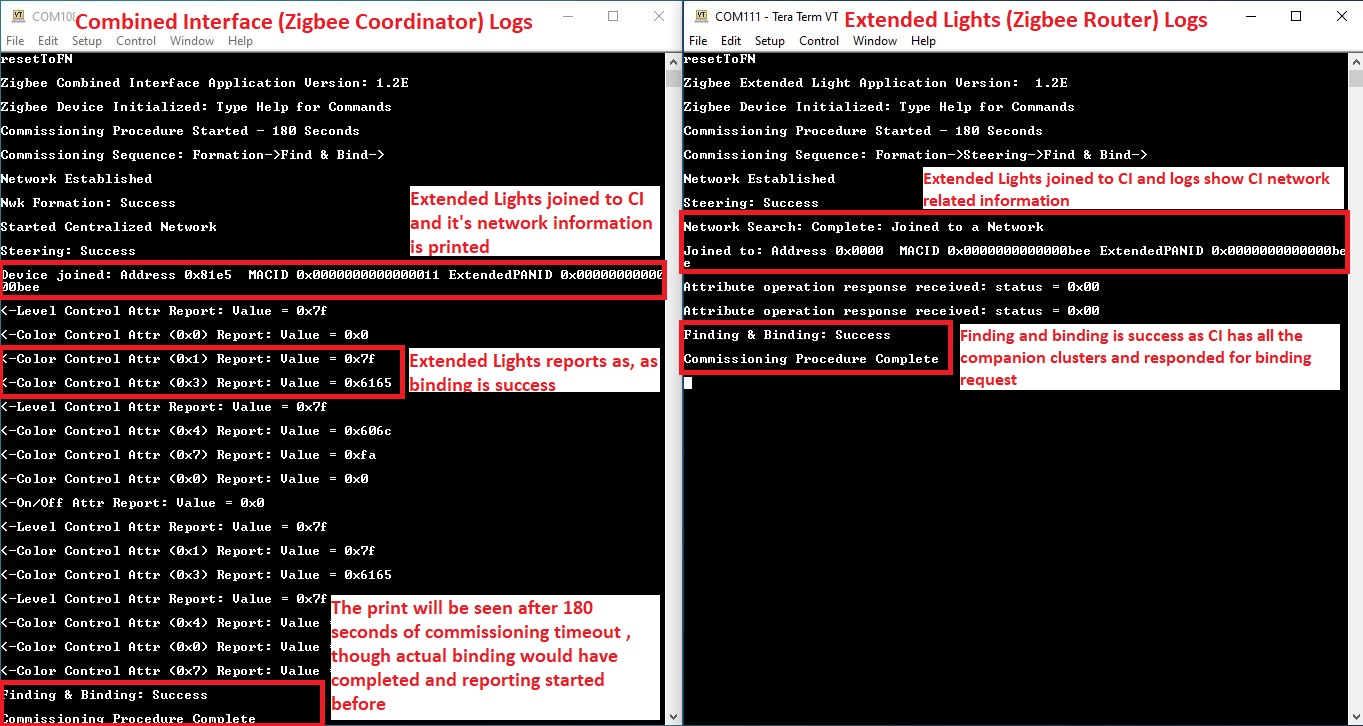 COM108
Combined Interface (Zigbee Coordinator) Logs
File Edit Setup Control Window Help
resetToFN
Zigbee Combined Interface Application Version: 1.2E
Zigbee Device Initialized: Type Help for Commands
Commissioning Procedure Started - 180 Seconds
Commissioning Sequence: Formation->Find & Bind->
Network Established
Nwk Formation: Success
Started Centralized Network
Steering: Success
Extended Lights joined to CI
and it's network information
is printed
Device joined: Address 0x81e5 MACID 0x0000000000000011 ExtendedPANID 0x00000000000
00bee
<-Level Control Attr Report: Value = 0x7f
<-Color Control Attr (0x0) Report: Value = 0x0
<-Color Control Attr (0x1) Report: Value = 0x7f
<-Color Control Attr (0x3) Report: Value = 0x6165
Extended Lights reports as, as
binding is success
<-Level Control Attr Report: Value = 0x7f
<-Color Control Attr (0x4) Report: Value = 0x606c
<-Color Control Attr (0x7) Report: Value = 0xfa
<-Color Control Attr (0x0) Report: Value = 0x0
<-On/Off Attr Report: Value = 0x0
<-Level Control Attr Report: Value = 0x7f
<-Color Control Attr (0x1) Report: Value = 0x7f
<-Color Control Attr (0x3) Report: Value = 0x6165
<-Level Control Attr Report: Value = 0x7f
<-Color Control Attr (0x4) Report: Value =
<-Color Control Attr (0x0) Report: Value =
<-Color Control Attr (0x7) Report: Value =
The print will be seen after 180
seconds of commissioning timeout ,
though actual binding would have
completed and reporting started
before
Finding & Binding: Success
Commissioning Procedure Complete
COM111 - Tera Term VT
Extended Lights (Zigbee Router) Logs
File Edit Setup Control Window Help
resetToFN
Zigbee Extended Light Application Version: 1.2E
Zigbee Device Initialized: Type Help for Commands
Commissioning Procedure Started - 180 Seconds
Commissioning Sequence: Formation->Steering->Find & Bind->
Network Established
Steering: Success
Extended Lights joined to CI and logs show CI network
related information
Network Search: Complete: Joined to a Network
Joined to: Address 0x0000 MACID 0x0000000000000bee ExtendedPANID 0x0000000000000be
e
Attribute operation response received: status = 0x00
Attribute operation response received: status = 0x00
Finding & Binding: Success
Commissioning Procedure Complete
Finding and binding is success as CI has all the
companion clusters and responded for binding
request